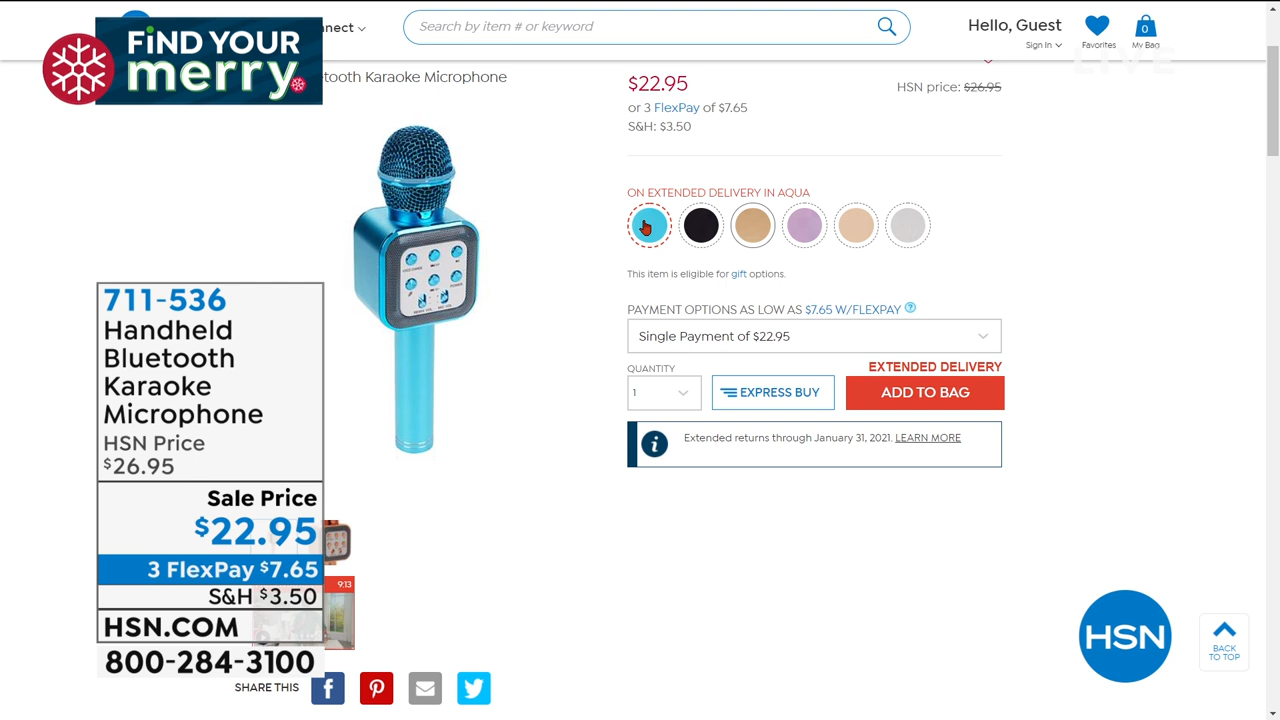 FiND YOUR
merry
nnect
Search by item # or keyword
Hello, Guest
Sign In
Favorites
0
My Bag
LIVE
tooth Karaoke Microphone
$22.95
HSN price: $26.95
or 3 FlexPay of $7.65
S&H: $3.50
ON EXTENDED DELIVERY IN AQUA
This item is eligible for gift options.
PAYMENT OPTIONS AS LOW AS $7.65 W/FLEXPAY ?
Single Payment of $22.95
EXTENDED DELIVERY
QUANTITY
1
EXPRESS BUY
ADD TO BAG
i
Extended returns through January 31, 2021. LEARN MORE
711-536
Handheld
Bluetooth
Karaoke
Microphone
HSN Price
$26.95
Sale Price
$22.95
3 FlexPay $7.65
S&H $3.50
HSN.COM
800-284-3100
9:13
SHARE THIS
HSN
BACK
TO TOP